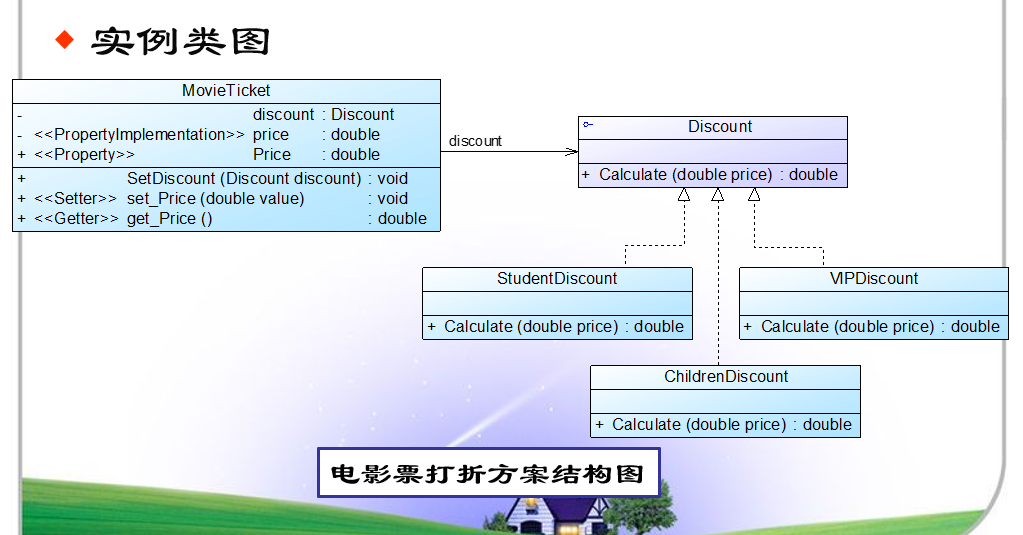 实例类图
MovieTicket
- discount : Discount
- <<PropertyImplementation>> price : double
+ <<Property>> Price : double
+ SetDiscount (Discount discount) : void
+ <<Setter>> set_Price (double value) : void
+ <<Getter>> get_Price () : double
discount
Discount
+ Calculate (double price) : double
StudentDiscount
+ Calculate (double price) : double
VIPDiscount
+ Calculate (double price) : double
ChildrenDiscount
+ Calculate (double price) : double
电影票打折方案结构图